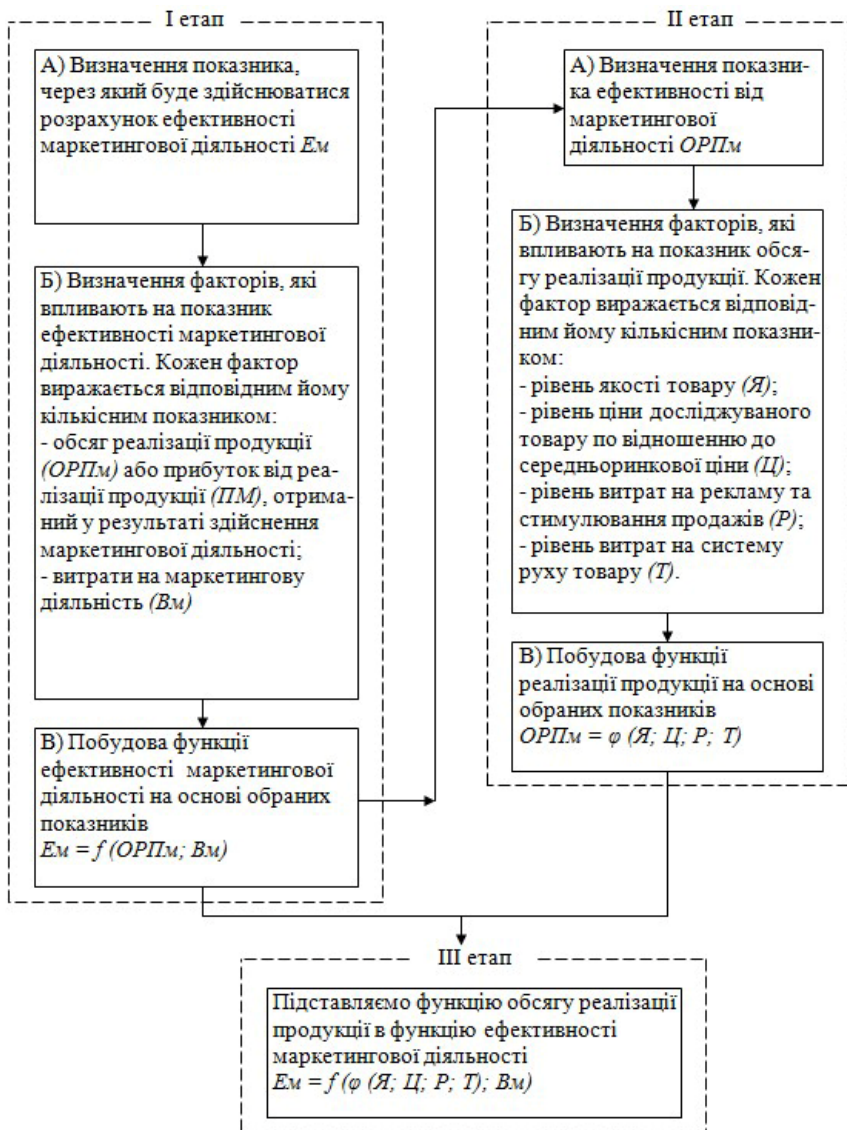 I етап
А) Визначення показника,
через який буде здійснюватися
розрахунок ефективності
маркетингової діяльності Ем
Б) Визначення факторів, які
впливають на показник
ефективності маркетингової
діяльності. Кожен фактор
виражається відповідним йому
кількісним показником:
- обсяг реалізації продукції
(ОРПм) або прибуток від реа-
лізації продукції (ПМ), отрима-
ний у результаті здійснення
маркетингової діяльності;
- витрати на маркетингову
діяльність (Вм)
В) Побудова функції
ефективності маркетингової
діяльності на основі обраних
показників
Ем = f (ОРПм; Вм)
II етап
А) Визначення показни-
ка ефективності від
маркетингової
діяльності ОРПм
Б) Визначення факторів, які
впливають на показник обся-
гу реалізації продукції. Кожен
фактор виражається відповід-
ним йому кількісним показни-
ком:
- рівень якості товару (Я);
- рівень ціни досліджуваного
товару по відношенню до
середньоринкової ціни (Ц);
- рівень витрат на рекламу та
стимулювання продажів (Р);
- рівень витрат на систему
руху товару (Т).
В) Побудова функції
реалізації продукції на основі
обраних показників
ОРПм = φ (Я; Ц; Р; Т)
III етап
Підставляємо функцію обсягу реалізації
продукції в функцію ефективності
маркетингової діяльності
Ем = f (φ (Я; Ц; Р; Т); Вм)